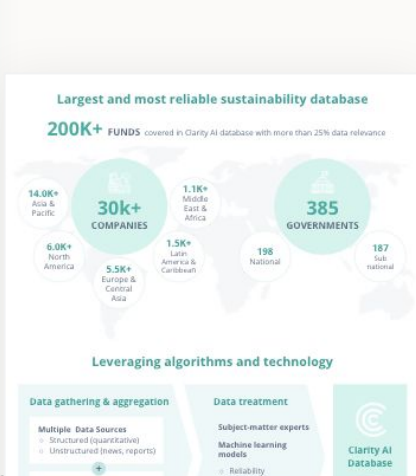 Largest and most reliable sustainability database
200K+ FUNDS covered in Clarity AI database with more than 25% data relevance
14.0K+
Asia &
Pacific
30k+
COMPANIES
1.1K+
Middle
East &
Africa
385
GOVERNMENTS
6.0K+
North
America
5.5K+
Europe &
Central
Asia
1.5K+
Latin
America &
Caribbean
198
National
187
Sub
national
Leveraging algorithms and technology
Data gathering & aggregation
Multiple Data Sources
Structured (quantitative)
Unstructured (news, reports)
+
Data treatment
Subject-matter experts
Machine learning
models
Reliability
Clarity AI
Database